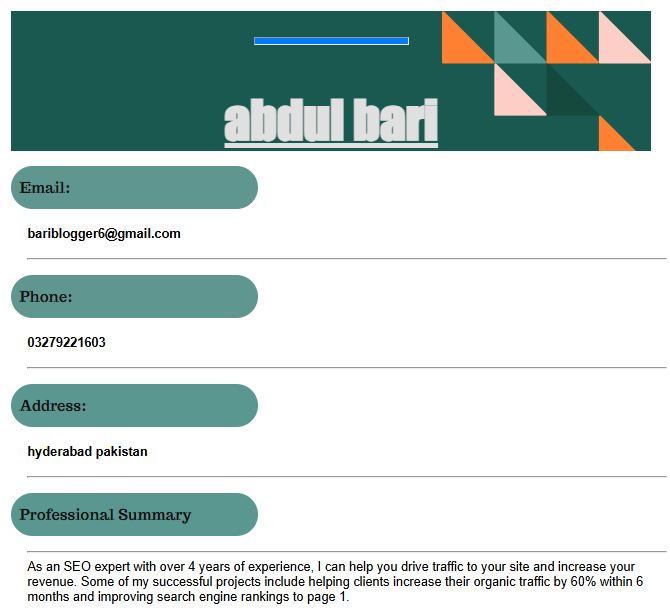 abdul bari
Email:
bariblogger6@gmail.com
Phone:
03279221603
Address:
hyderabad pakistan
Professional Summary
As an SEO expert with over 4 years of experience, I can help you drive traffic to your site and increase your
revenue. Some of my successful projects include helping clients increase their organic traffic by 60% within 6
months and improving search engine rankings to page 1.